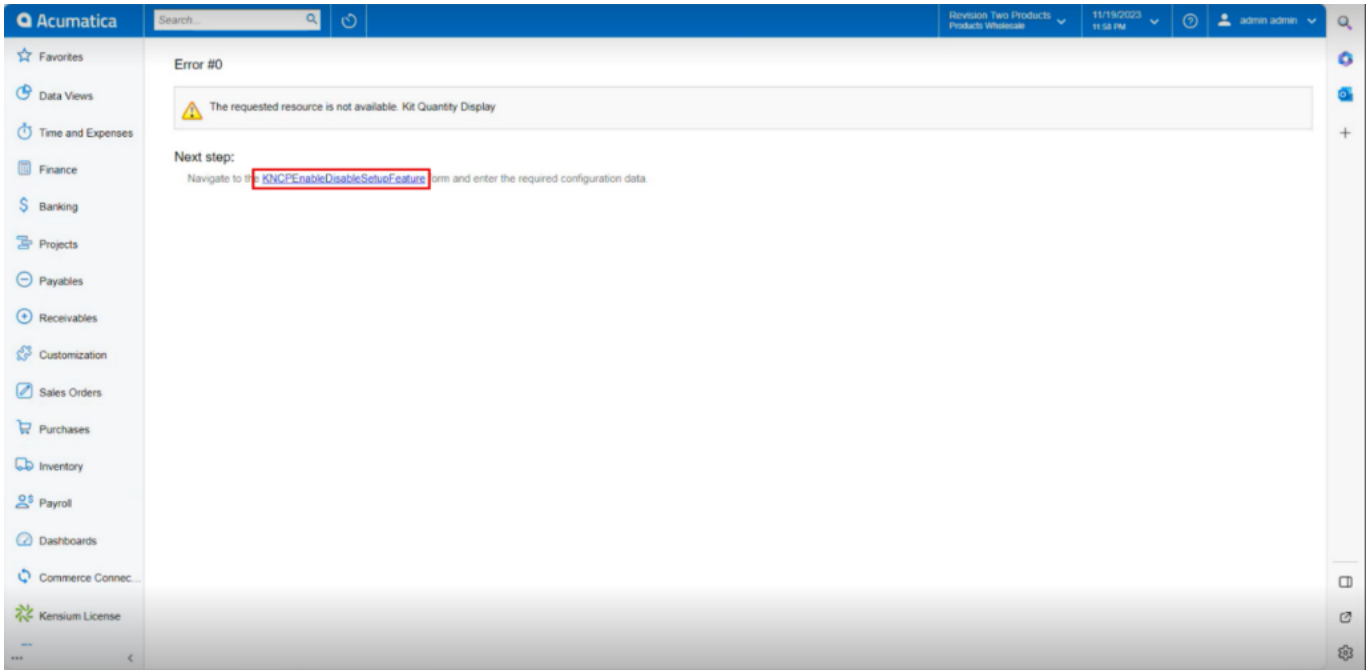 Acumatica
Search...
Revision Two Products
Products Wholesale
11/19/2023
11:58 PM
admin admin
Favorites
Data Views
Time and Expenses
Finance
Banking
Projects
Payables
Receivables
Customization
Sales Orders
Purchases
Inventory
Payroll
Dashboards
Commerce Connec...
Kensium License
Error #0
The requested resource is not available. Kit Quantity Display
Next step:
Navigate to the KNCPEnableDisableSetupFeature orm and enter the required configuration data.